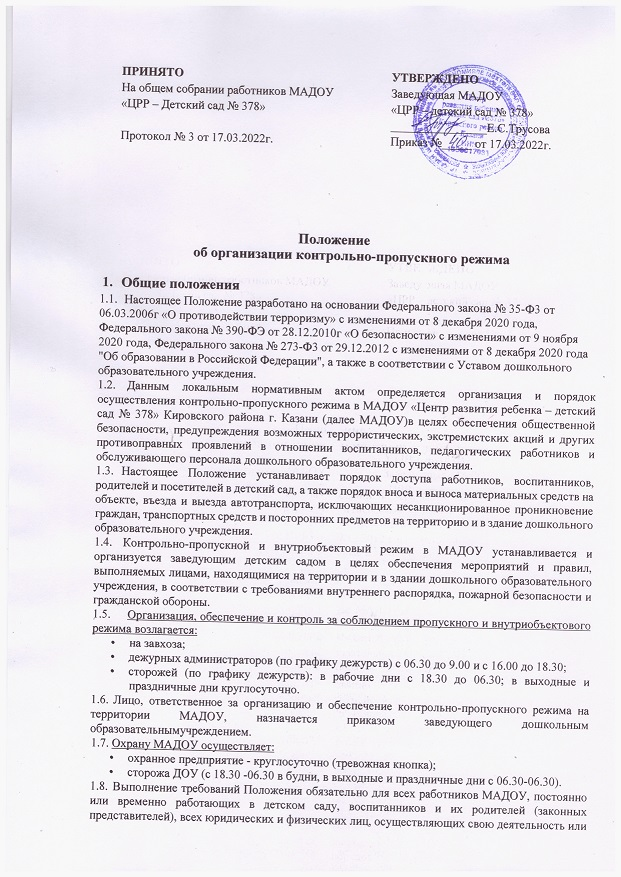 ПРИНЯТО
На общем собрании работников МАДОУ
«ЦРР – Детский сад № 378»
Протокол № 3 от 17.03.2022г.
УТВЕРЖДЕНО
Заведующая МАДОУ
«ЦРР – детский сад № 378»
Е.С.Трусова
Приказ № от 17.03.2022г.
Положение
об организации контрольно-пропускного режима
1. Общие положения
1.1. Настоящее Положение разработано на основании Федерального закона № 35-ФЗ от
06.03.2006г «О противодействии терроризму» с изменениями от 8 декабря 2020 года,
Федерального закона № 390-ФЭ от 28.12.2010г «О безопасности» с изменениями от 9 ноября
2020 года, Федерального закона № 273-ФЗ от 29.12.2012 с изменениями от 8 декабря 2020 года
"Об образовании в Российской Федерации", а также в соответствии с Уставом дошкольного
образовательного учреждения.
1.2. Данным локальным нормативным актом определяется организация и порядок
осуществления контрольно-пропускного режима в МАДОУ «Центр развития ребенка – детский
сад № 378» Кировского района г. Казани (далее МАДОУ)в целях обеспечения общественной
безопасности, предупреждения возможных террористических, экстремистских акций и других
противоправных проявлений в отношении воспитанников, педагогических работников и
обслуживающего персонала дошкольного образовательного учреждения.
1.3. Настоящее Положение устанавливает порядок доступа работников, воспитанников,
родителей и посетителей в детский сад, а также порядок вноса и выноса материальных средств на
объекте, въезда и выезда автотранспорта, исключающих несанкционированное проникновение
граждан, транспортных средств и посторонних предметов на территорию и в здание дошкольного
образовательного учреждения.
1.4. Контрольно-пропускной и внутриобъектовый режим в МАДОУ устанавливается и
организуется заведующим детским садом в целях обеспечения мероприятий и правил,
выполняемых лицами, находящимися на территории и в здании дошкольного образовательного
учреждения, в соответствии с требованиями внутреннего распорядка, пожарной безопасности и
гражданской обороны.
1.5. Организация, обеспечение и контроль за соблюдением пропускного и внутриобъектового
режима возлагается:
• на завхоза;
• дежурных администраторов (по графику дежурств) с 06.30 до 9.00 и с 16.00 до 18.30;
• сторожей (по графику дежурств): в рабочие дни с 18.30 до 06.30; в выходные и
праздничные дни круглосуточно.
1.6. Лицо, ответственное за организацию и обеспечение контрольно-пропускного режима на
территории МАДОУ, назначается приказом заведующего дошкольным
образовательнымучреждением.
1.7. Охрану МАДОУ осуществляет:
• охранное предприятие - круглосуточно (тревожная кнопка);
• сторожа ДОУ (с 18.30 -06.30 в будни, в выходные и праздничные дни с 06.30-06.30).
1.8. Выполнение требований Положения обязательно для всех работников МАДОУ, постоянно
или временно работающих в детском саду, воспитанников и их родителей (законных
представителей), всех юридических и физических лиц, осуществляющих свою деятельность или